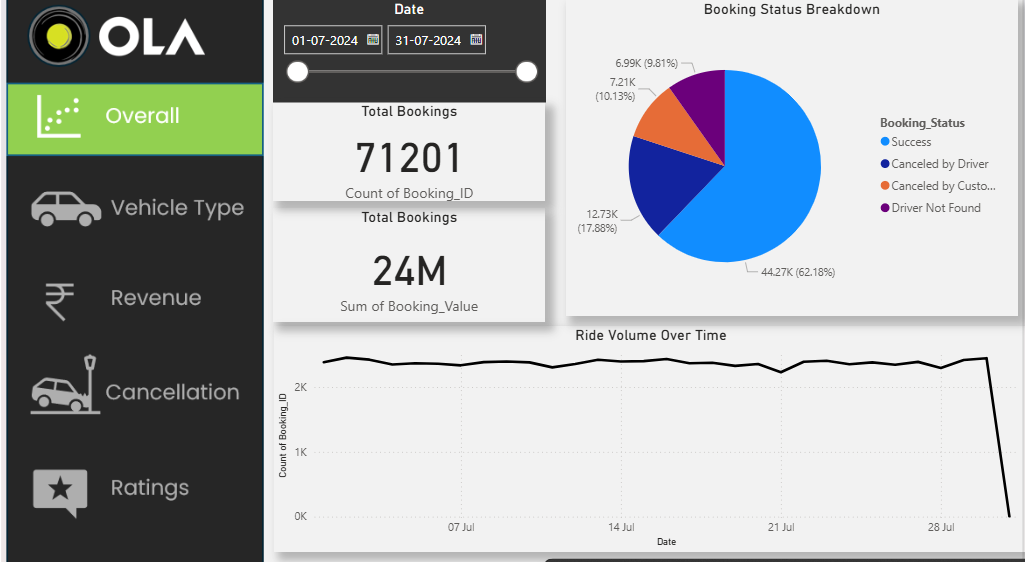 OLA
Overall
Vehicle Type
Revenue
Cancellation
Ratings
Date
01-07-2024
31-07-2024
Total Bookings
71201
Count of Booking_ID
Total Bookings
24M
Sum of Booking_Value
Booking Status Breakdown
6.99K (9.81%)
7.21K
(10.13%)
12.73K
(17.88%)
44.27K (62.18%)
Booking_Status
Success
Canceled by Driver
Canceled by Custo...
Driver Not Found
Ride Volume Over Time
Count of Booking_ID
2K
1K
0K
07 Jul
14 Jul
21 Jul
28 Jul
Date